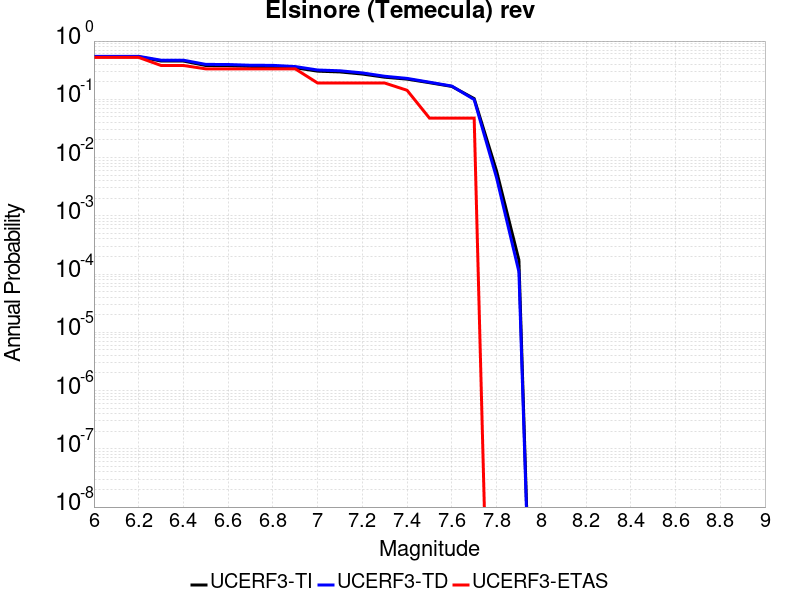 Elsinore (Temecula) rev
Annual Probability
10^0
10^-1
10^-2
10^-3
10^-4
10^-5
10^-6
10^-7
10^-8
6 6.2 6.4 6.6 6.8 7 7.2 7.4 7.6 7.8 8 8.2 8.4 8.6 8.8 9
Magnitude
UCERF3-TI UCERF3-TD UCERF3-ETAS